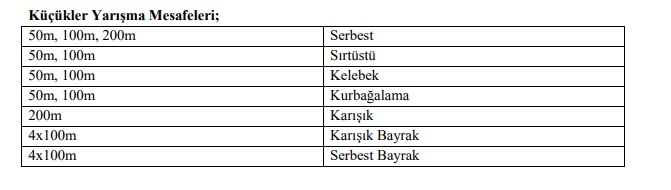 Küçükler Yarışma Mesafeleri;
50m, 100m, 200m Serbest
50m, 100m Sırtüstü
50m, 100m Kelebek
50m, 100m Kurbağalama
200m Karışık
4x100m Karışık Bayrak
4x100m Serbest Bayrak